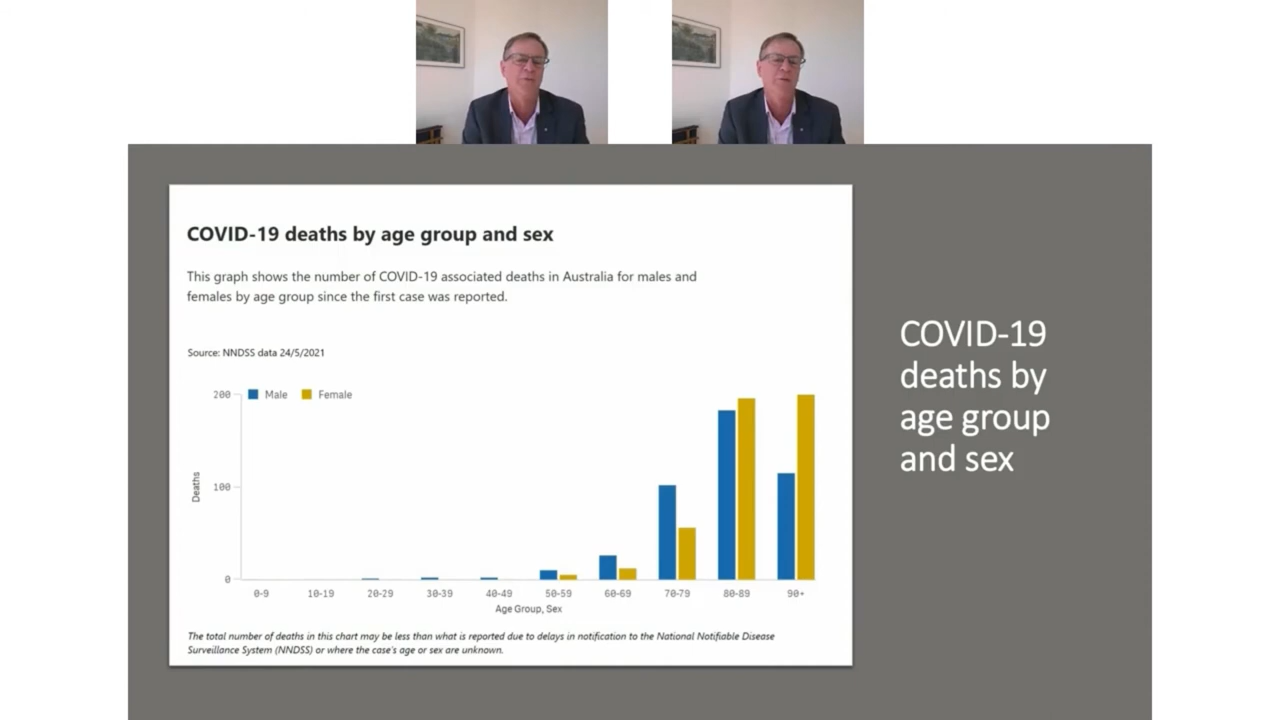 COVID-19 deaths by age group and sex
This graph shows the number of COVID-19 associated deaths in Australia for males and
females by age group since the first case was reported.
Source: NNDSS data 24/5/2021
200
Male
Female
100
0
Deaths
0-9 10-19 20-29 30-39 40-49 50-59 60-69 70-79 80-89 90+
Age Group, Sex
The total number of deaths in this chart may be less than what is reported due to delays in notification to the National Notifiable Disease
Surveillance System (NNDSS) or where the case's age or sex are unknown.
COVID-19
deaths by
age group
and sex